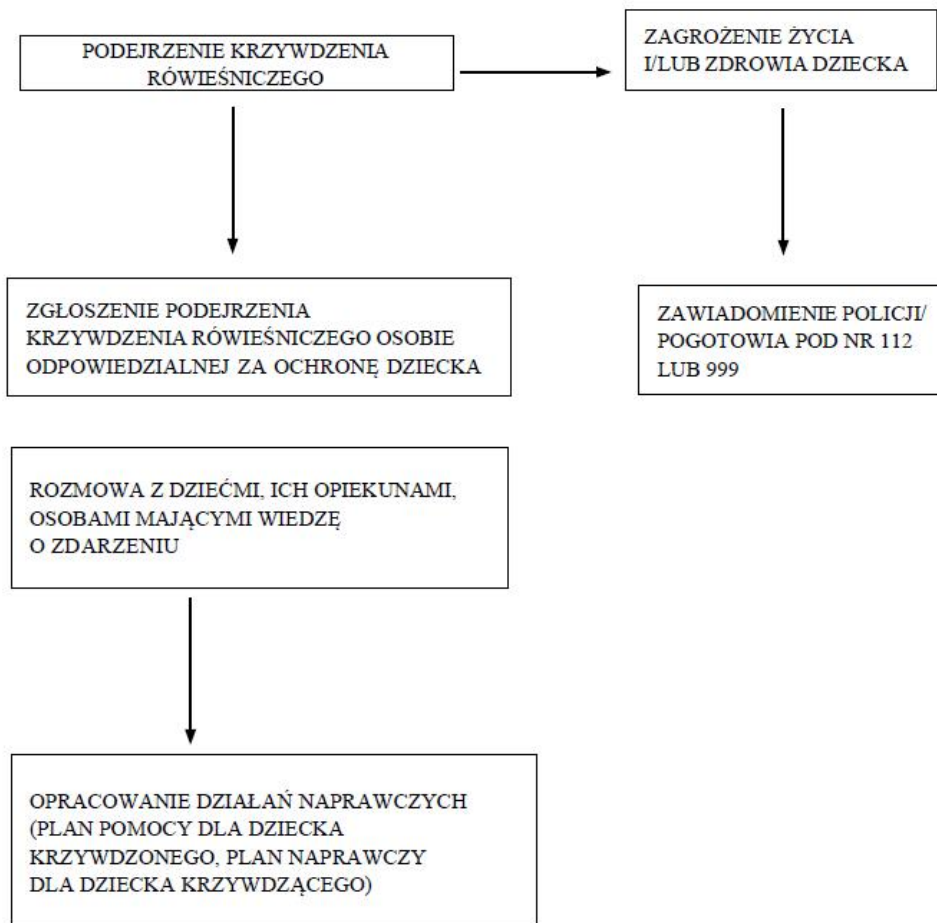 PODEJRZENIE KRZYWDZENIA
RÓWIEŚNICZEGO
ZAGROŻENIE ŻYCIA
I/LUB ZDROWIA DZIECKA
ZGŁOSZENIE PODEJRZENIA
KRZYWDZENIA RÓWIEŚNICZEGO OSOBIE
ODPOWIEDZIALNEJ ZA OCHRONĘ DZIECKA
ZAWIADOMIENIE POLICJI/
POGOTOWIA POD NR 112
LUB 999
ROZMOWA Z DZIEĆMI, ICH OPIEKUNAMI,
OSOBAMI MAJĄCYMI WIEDZĘ
O ZDARZENIU
OPRACOWANIE DZIAŁAŃ NAPRAWCZYCH
(PLAN POMOCY DLA DZIECKA
KRZYWDZONEGO, PLAN NAPRAWCZY
DLA DZIECKA KRZYWDZĄCEGO)